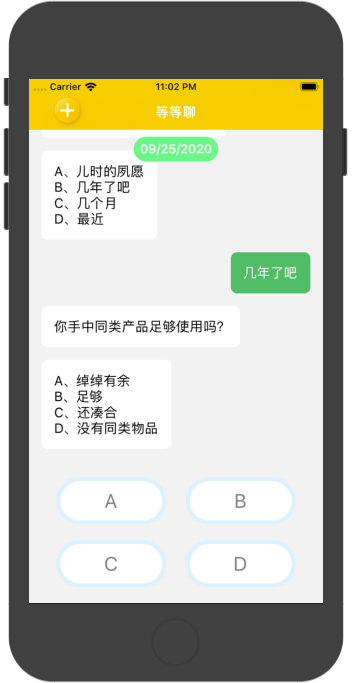 Carrier 11:02 PM
等等聊
09/25/2020
A、儿时的夙愿
B、几年了吧
C、几个月
D、最近
几年了吧
你手中同类产品足够使用吗?
A、绰绰有余
B、足够
C、还凑合
D、没有同类物品
A B
C D